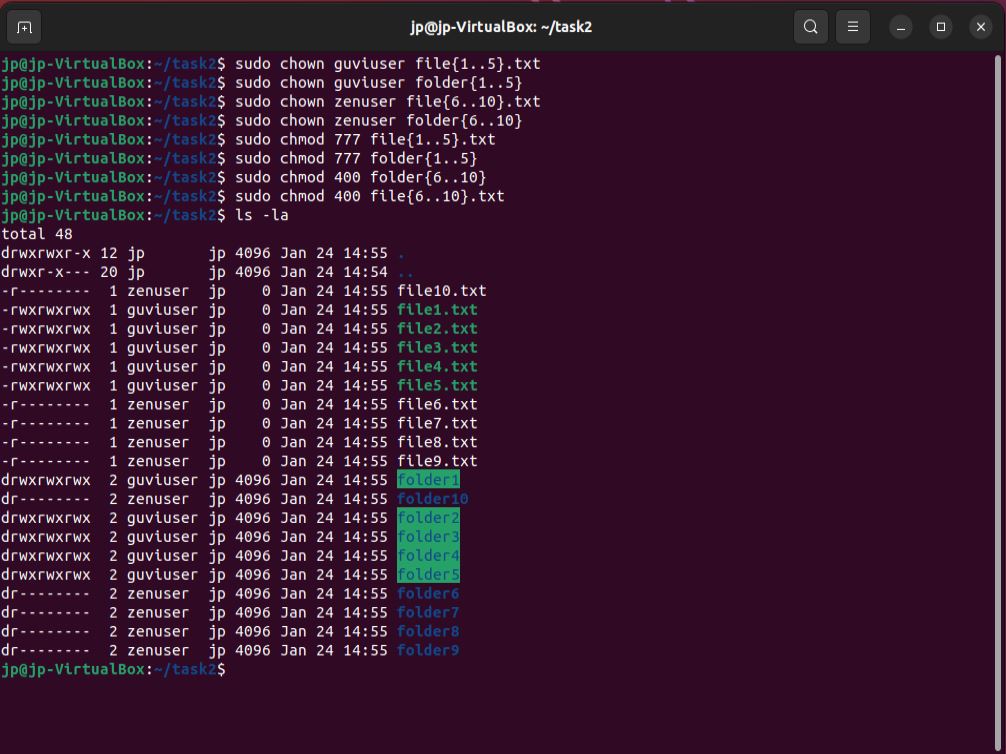 jp@jp-VirtualBox: ~/task2
jp@jp-VirtualBox:~/task2$ sudo chown guviuser file{1..5}.txt
jp@jp-VirtualBox:~/task2$ sudo chown guviuser folder{1..5}
jp@jp-VirtualBox:~/task2$ sudo chown zenuser file{6..10}.txt
jp@jp-VirtualBox:~/task2$ sudo chown zenuser folder{6..10}
jp@jp-VirtualBox:~/task2$ sudo chmod 777 file{1..5}.txt
jp@jp-VirtualBox:~/task2$ sudo chmod 777 folder{1..5}
jp@jp-VirtualBox:~/task2$ sudo chmod 400 folder{6..10}
jp@jp-VirtualBox:~/task2$ sudo chmod 400 file{6..10}.txt
jp@jp-VirtualBox:~/task2$ ls -la
total 48
drwxrwxr-x 12 jp       jp 4096 Jan 24 14:55 .
drwxr-x--- 20 jp       jp 4096 Jan 24 14:54 ..
-r--------  1 zenuser  jp    0 Jan 24 14:55 file10.txt
-rwxrwxrwx  1 guviuser jp    0 Jan 24 14:55 file1.txt
-rwxrwxrwx  1 guviuser jp    0 Jan 24 14:55 file2.txt
-rwxrwxrwx  1 guviuser jp    0 Jan 24 14:55 file3.txt
-rwxrwxrwx  1 guviuser jp    0 Jan 24 14:55 file4.txt
-rwxrwxrwx  1 guviuser jp    0 Jan 24 14:55 file5.txt
-r--------  1 zenuser  jp    0 Jan 24 14:55 file6.txt
-r--------  1 zenuser  jp    0 Jan 24 14:55 file7.txt
-r--------  1 zenuser  jp    0 Jan 24 14:55 file8.txt
-r--------  1 zenuser  jp    0 Jan 24 14:55 file9.txt
drwxrwxrwx  2 guviuser jp 4096 Jan 24 14:55 folder1
dr--------  2 zenuser  jp 4096 Jan 24 14:55 folder10
drwxrwxrwx  2 guviuser jp 4096 Jan 24 14:55 folder2
drwxrwxrwx  2 guviuser jp 4096 Jan 24 14:55 folder3
drwxrwxrwx  2 guviuser jp 4096 Jan 24 14:55 folder4
drwxrwxrwx  2 guviuser jp 4096 Jan 24 14:55 folder5
dr--------  2 zenuser  jp 4096 Jan 24 14:55 folder6
dr--------  2 zenuser  jp 4096 Jan 24 14:55 folder7
dr--------  2 zenuser  jp 4096 Jan 24 14:55 folder8
dr--------  2 zenuser  jp 4096 Jan 24 14:55 folder9
jp@jp-VirtualBox:~/task2$